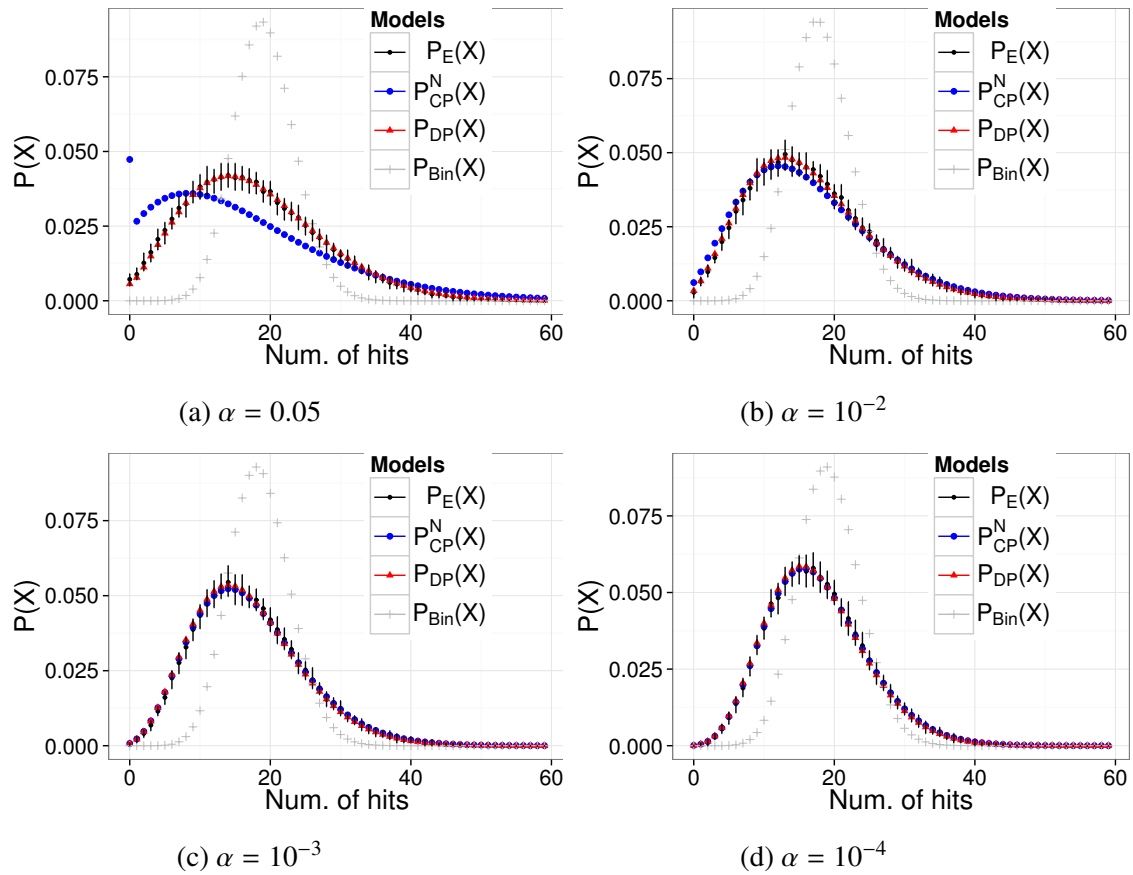 Models
P_E(X)
P^N_CP(X)
P_DP(X)
P_Bin(X)
P(X)
0.075
0.050
0.025
0.000
0 20 40 60
Num. of hits
(a) α = 0.05
Models
P_E(X)
P^N_CP(X)
P_DP(X)
P_Bin(X)
P(X)
0.075
0.050
0.025
0.000
0 20 40 60
Num. of hits
(b) α = 10⁻²
Models
P_E(X)
P^N_CP(X)
P_DP(X)
P_Bin(X)
P(X)
0.075
0.050
0.025
0.000
0 20 40 60
Num. of hits
(c) α = 10⁻³
Models
P_E(X)
P^N_CP(X)
P_DP(X)
P_Bin(X)
P(X)
0.075
0.050
0.025
0.000
0 20 40 60
Num. of hits
(d) α = 10⁻⁴